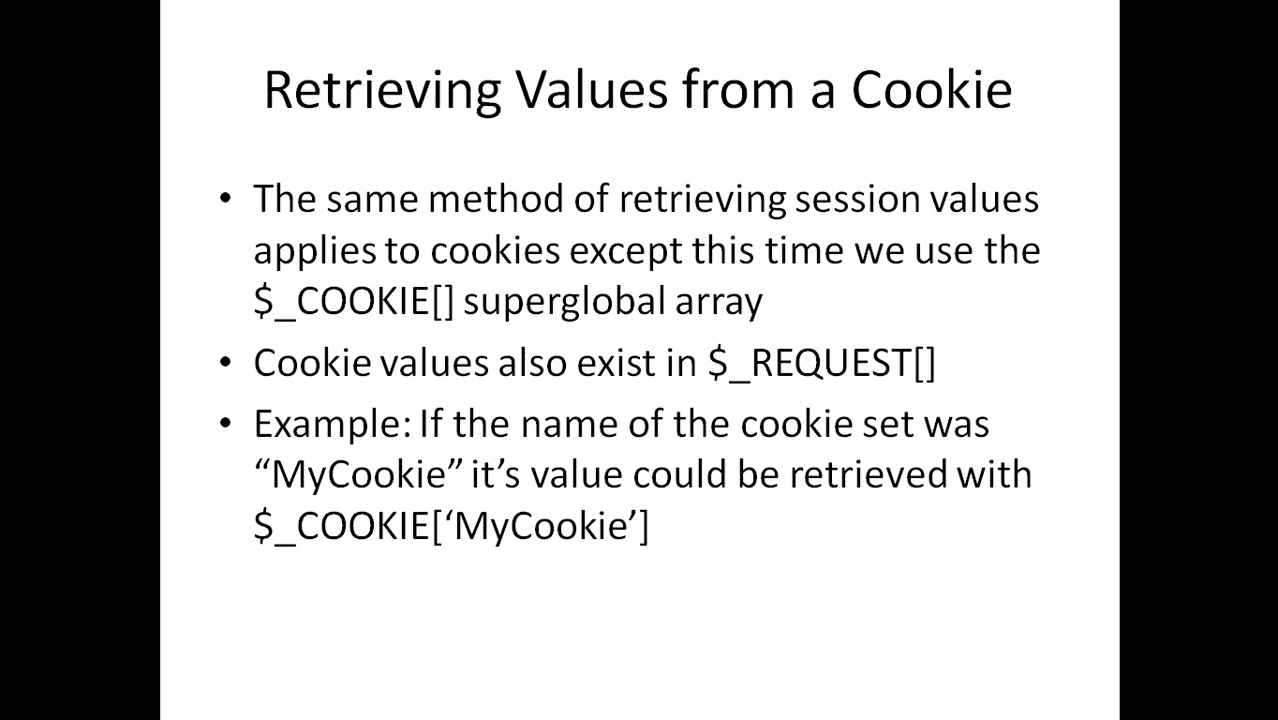 Retrieving Values from a Cookie
• The same method of retrieving session values
applies to cookies except this time we use the
$_COOKIE[] superglobal array
• Cookie values also exist in $_REQUEST[]
• Example: If the name of the cookie set was
“MyCookie” it’s value could be retrieved with
$_COOKIE[‘MyCookie’]